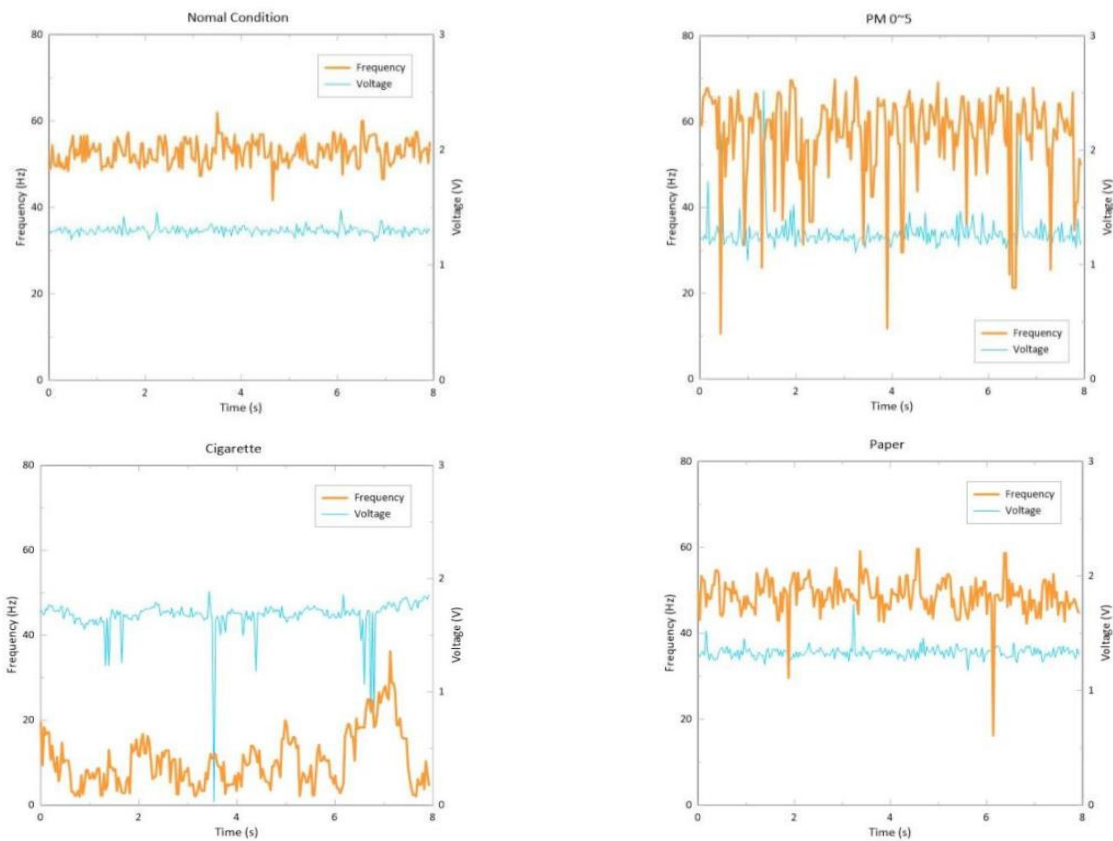 Nomal Condition
80
60
40
20
0
Frequency (Hz)
3
2
1
0
Voltage (V)
Frequency
Voltage
0 2 4 6 8
Time (s)
PM 0~5
80
60
40
20
0
Frequency (Hz)
3
2
1
0
Voltage (V)
Frequency
Voltage
0 2 4 6 8
Time (s)
Cigarette
80
60
40
20
0
Frequency (Hz)
3
2
1
0
Voltage (V)
Frequency
Voltage
0 2 4 6 8
Time (s)
Paper
80
60
40
20
0
Frequency (Hz)
3
2
1
0
Voltage (V)
Frequency
Voltage
0 2 4 6 8
Time (s)